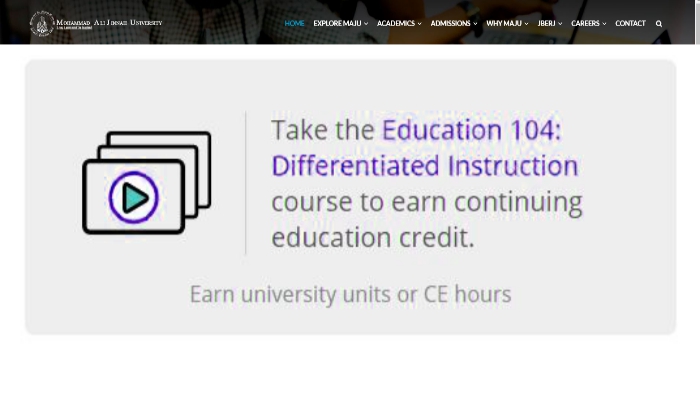 Mohammad Ali Jinnah University
HOME EXPLORE MAJU ACADEMICS ADMISSIONS WHY MAJU JBERJ CAREERS CONTACT
Take the Education 104:
Differentiated Instruction
course to earn continuing
education credit.
Earn university units or CE hours